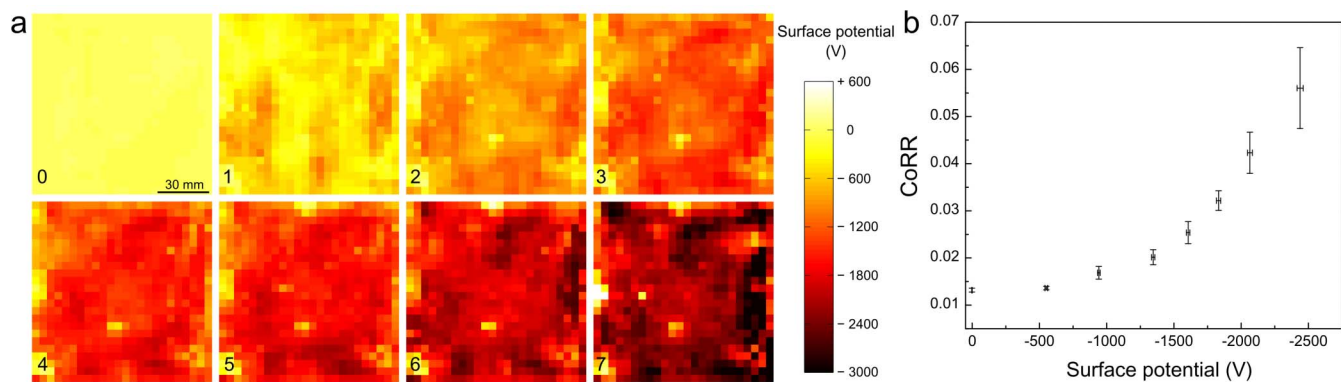 a
0
30 mm
1
2
3
4
5
6
7
Surface potential
(V)
+ 600
0
− 600
− 1200
− 1800
− 2400
− 3000
b
0.07
0.06
0.05
0.04
0.03
0.02
0.01
CoRR
0 -500 -1000 -1500 -2000 -2500
Surface potential (V)